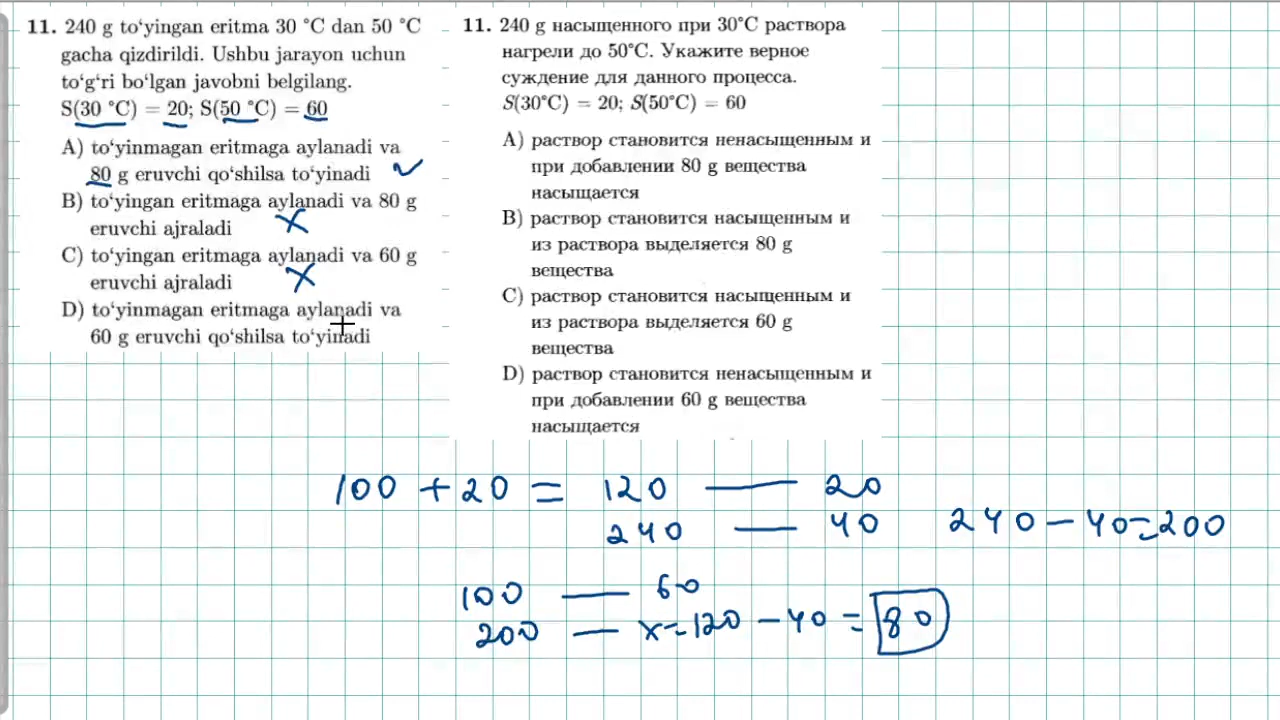 11. 240 g to‘yingan eritma 30 °C dan 50 °C
gacha qizdirildi. Ushbu jarayon uchun
to‘g‘ri bo‘lgan javobni belgilang.
S(30 °C) = 20; S(50 °C) = 60
A) to‘yinmagan eritmaga aylanadi va
80 g eruvchi qo‘shilsa to‘yinadi
B) to‘yingan eritmaga aylanadi va 80 g
eruvchi ajraladi
C) to‘yingan eritmaga aylanadi va 60 g
eruvchi ajraladi
D) to‘yinmagan eritmaga aylanadi va
60 g eruvchi qo‘shilsa to‘yinadi
11. 240 g насыщенного при 30°C раствора
нагрели до 50°C. Укажите верное
суждение для данного процесса.
S(30°C) = 20; S(50°C) = 60
A) раствор становится ненасыщенным и
при добавлении 80 g вещества
насыщается
B) раствор становится насыщенным и
из раствора выделяется 80 g
вещества
C) раствор становится насыщенным и
из раствора выделяется 60 g
вещества
D) раствор становится ненасыщенным и
при добавлении 60 g вещества
насыщается
100 + 20 = 120 — 20
240 — 40 240 - 40 = 200
100 — 60
200 — x = 120 - 40 = 80